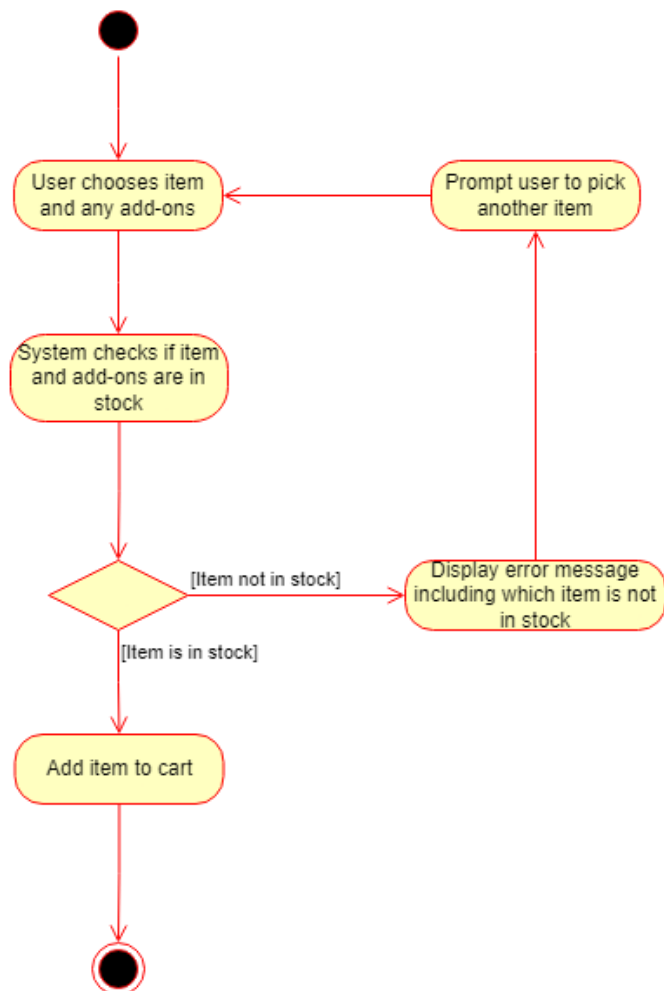 User chooses item
and any add-ons
Prompt user to pick
another item
System checks if item
and add-ons are in
stock
[Item not in stock]
Display error message
including which item is not
in stock
[Item is in stock]
Add item to cart